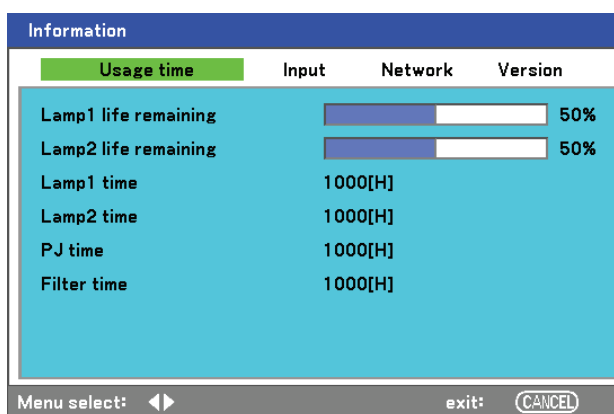 Information
Usage time Input Network Version
Lamp1 life remaining 50%
Lamp2 life remaining 50%
Lamp1 time 1000[H]
Lamp2 time 1000[H]
PJ time 1000[H]
Filter time 1000[H]
Menu select: ◀▶ exit: CANCEL